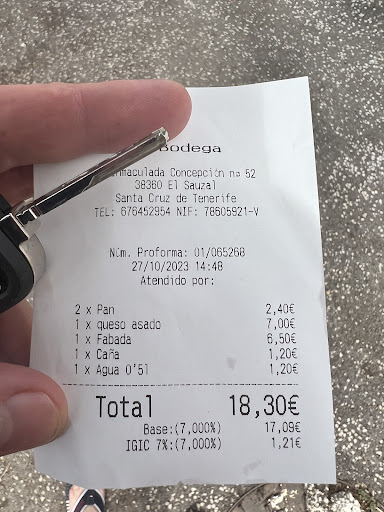 Bodega
Inmaculada Concepción nº 52
38360 El Sauzal
Santa Cruz de Tenerife
TEL: 676452954 NIF: 78605921-V
Núm. Proforma: 01/065268
27/10/2023 14:48
Atendido por:
2 x Pan 2,40€
1 x queso asado 7,00€
1 x Fabada 6,50€
1 x Caña 1,20€
1 x Agua 0'5l 1,20€
Total 18,30€
Base:(7,000%) 17,09€
IGIC 7%:(7,000%) 1,21€